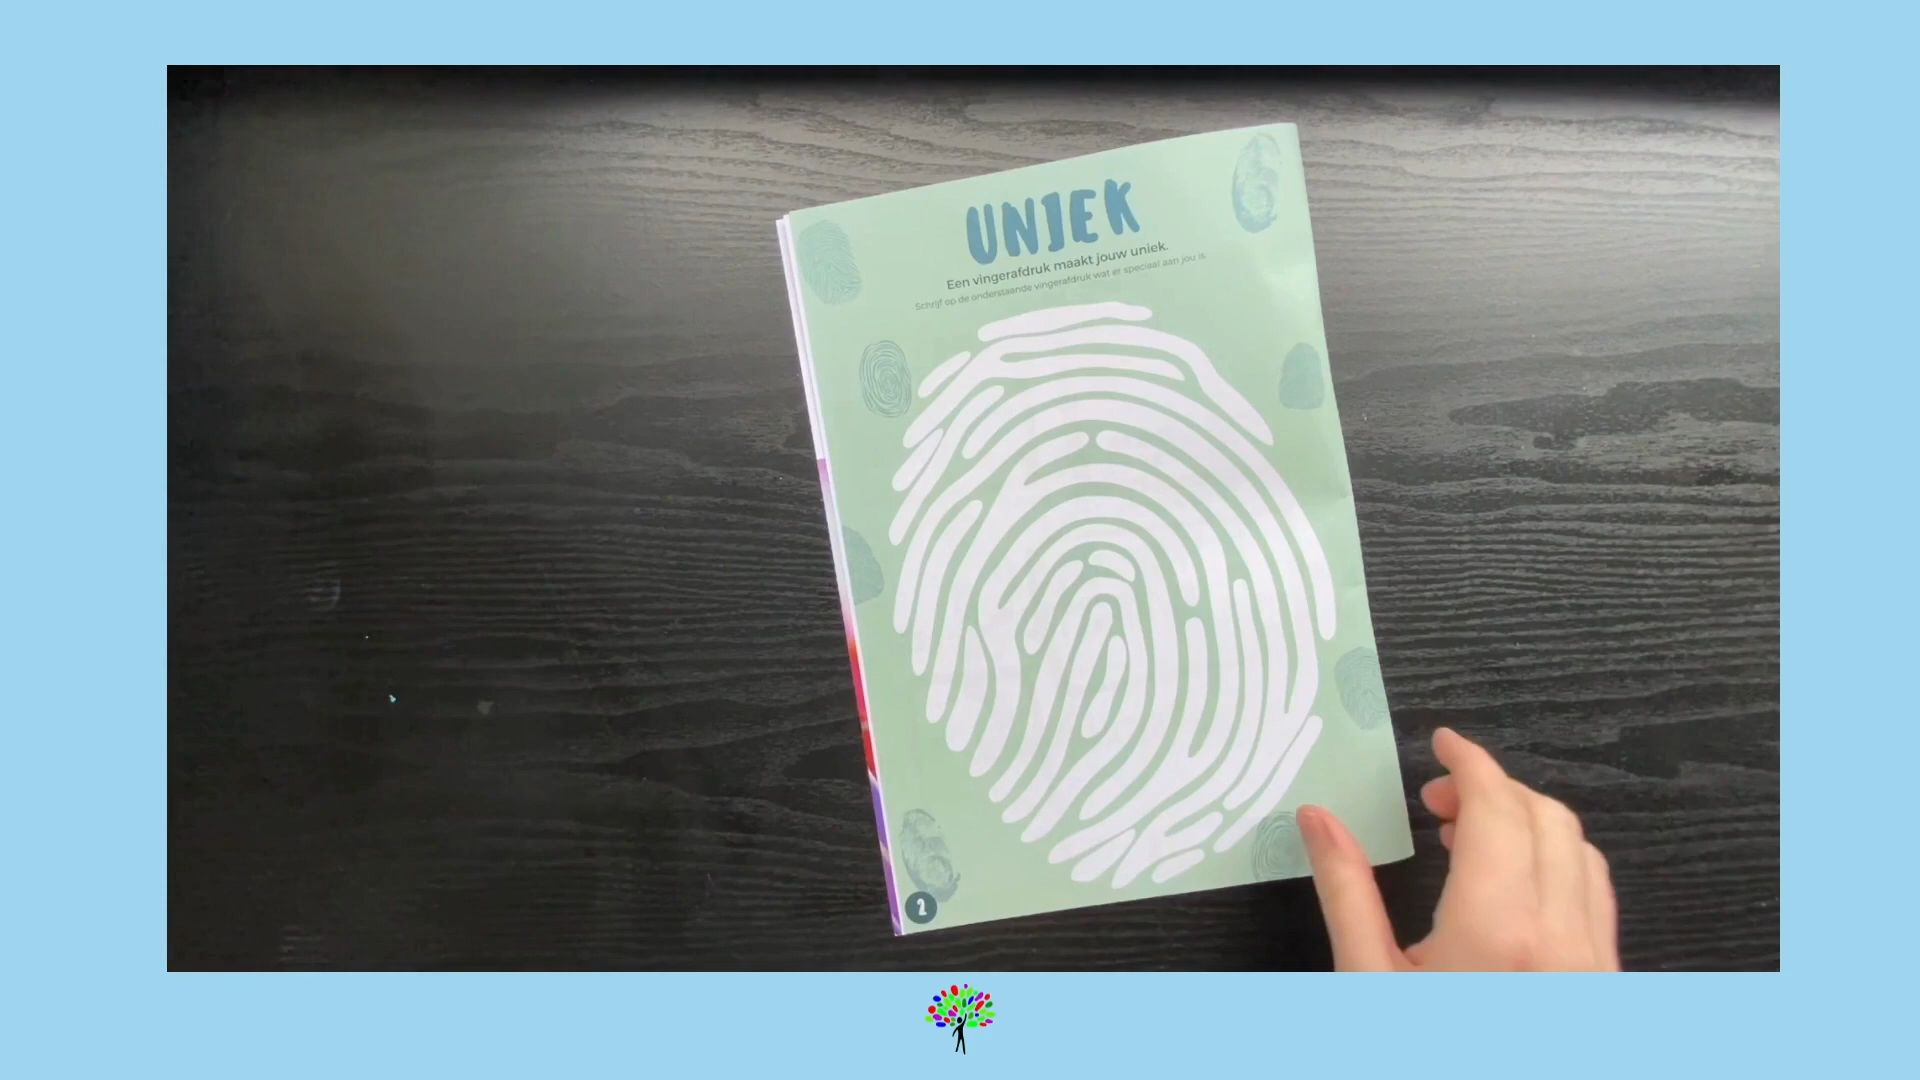 UNIEK
Een vingerafdruk maakt jouw uniek.
Schrijf op de onderstaande vingerafdruk wat er speciaal aan jou is
2